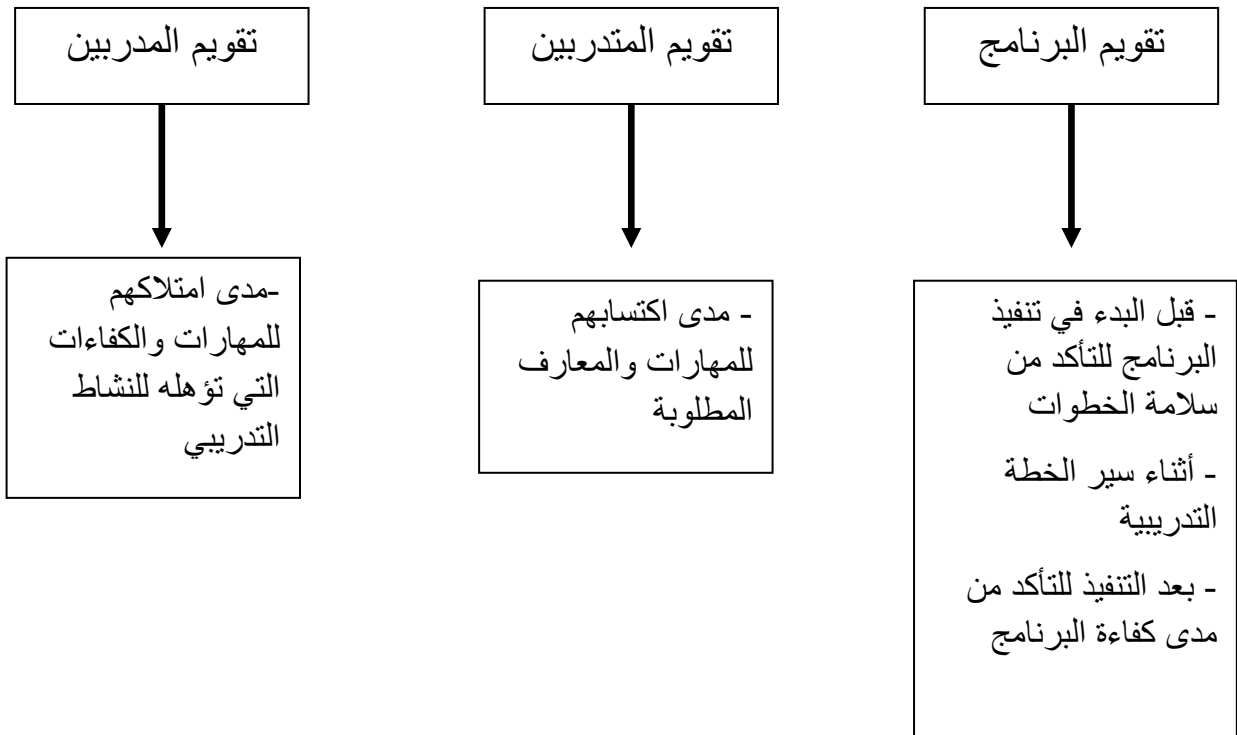 تقويم البرنامج
تقويم المتدربين
تقويم المدربين
- قبل البدء في تنفيذ
البرنامج للتأكد من
سلامة الخطوات
- أثناء سير الخطة
التدريبية
- بعد التنفيذ للتأكد من
مدى كفاءة البرنامج
- مدى اكتسابهم
للمهارات والمعارف
المطلوبة
-مدى امتلاكهم
للمهارات والكفاءات
التي تؤهله للنشاط
التدريبي